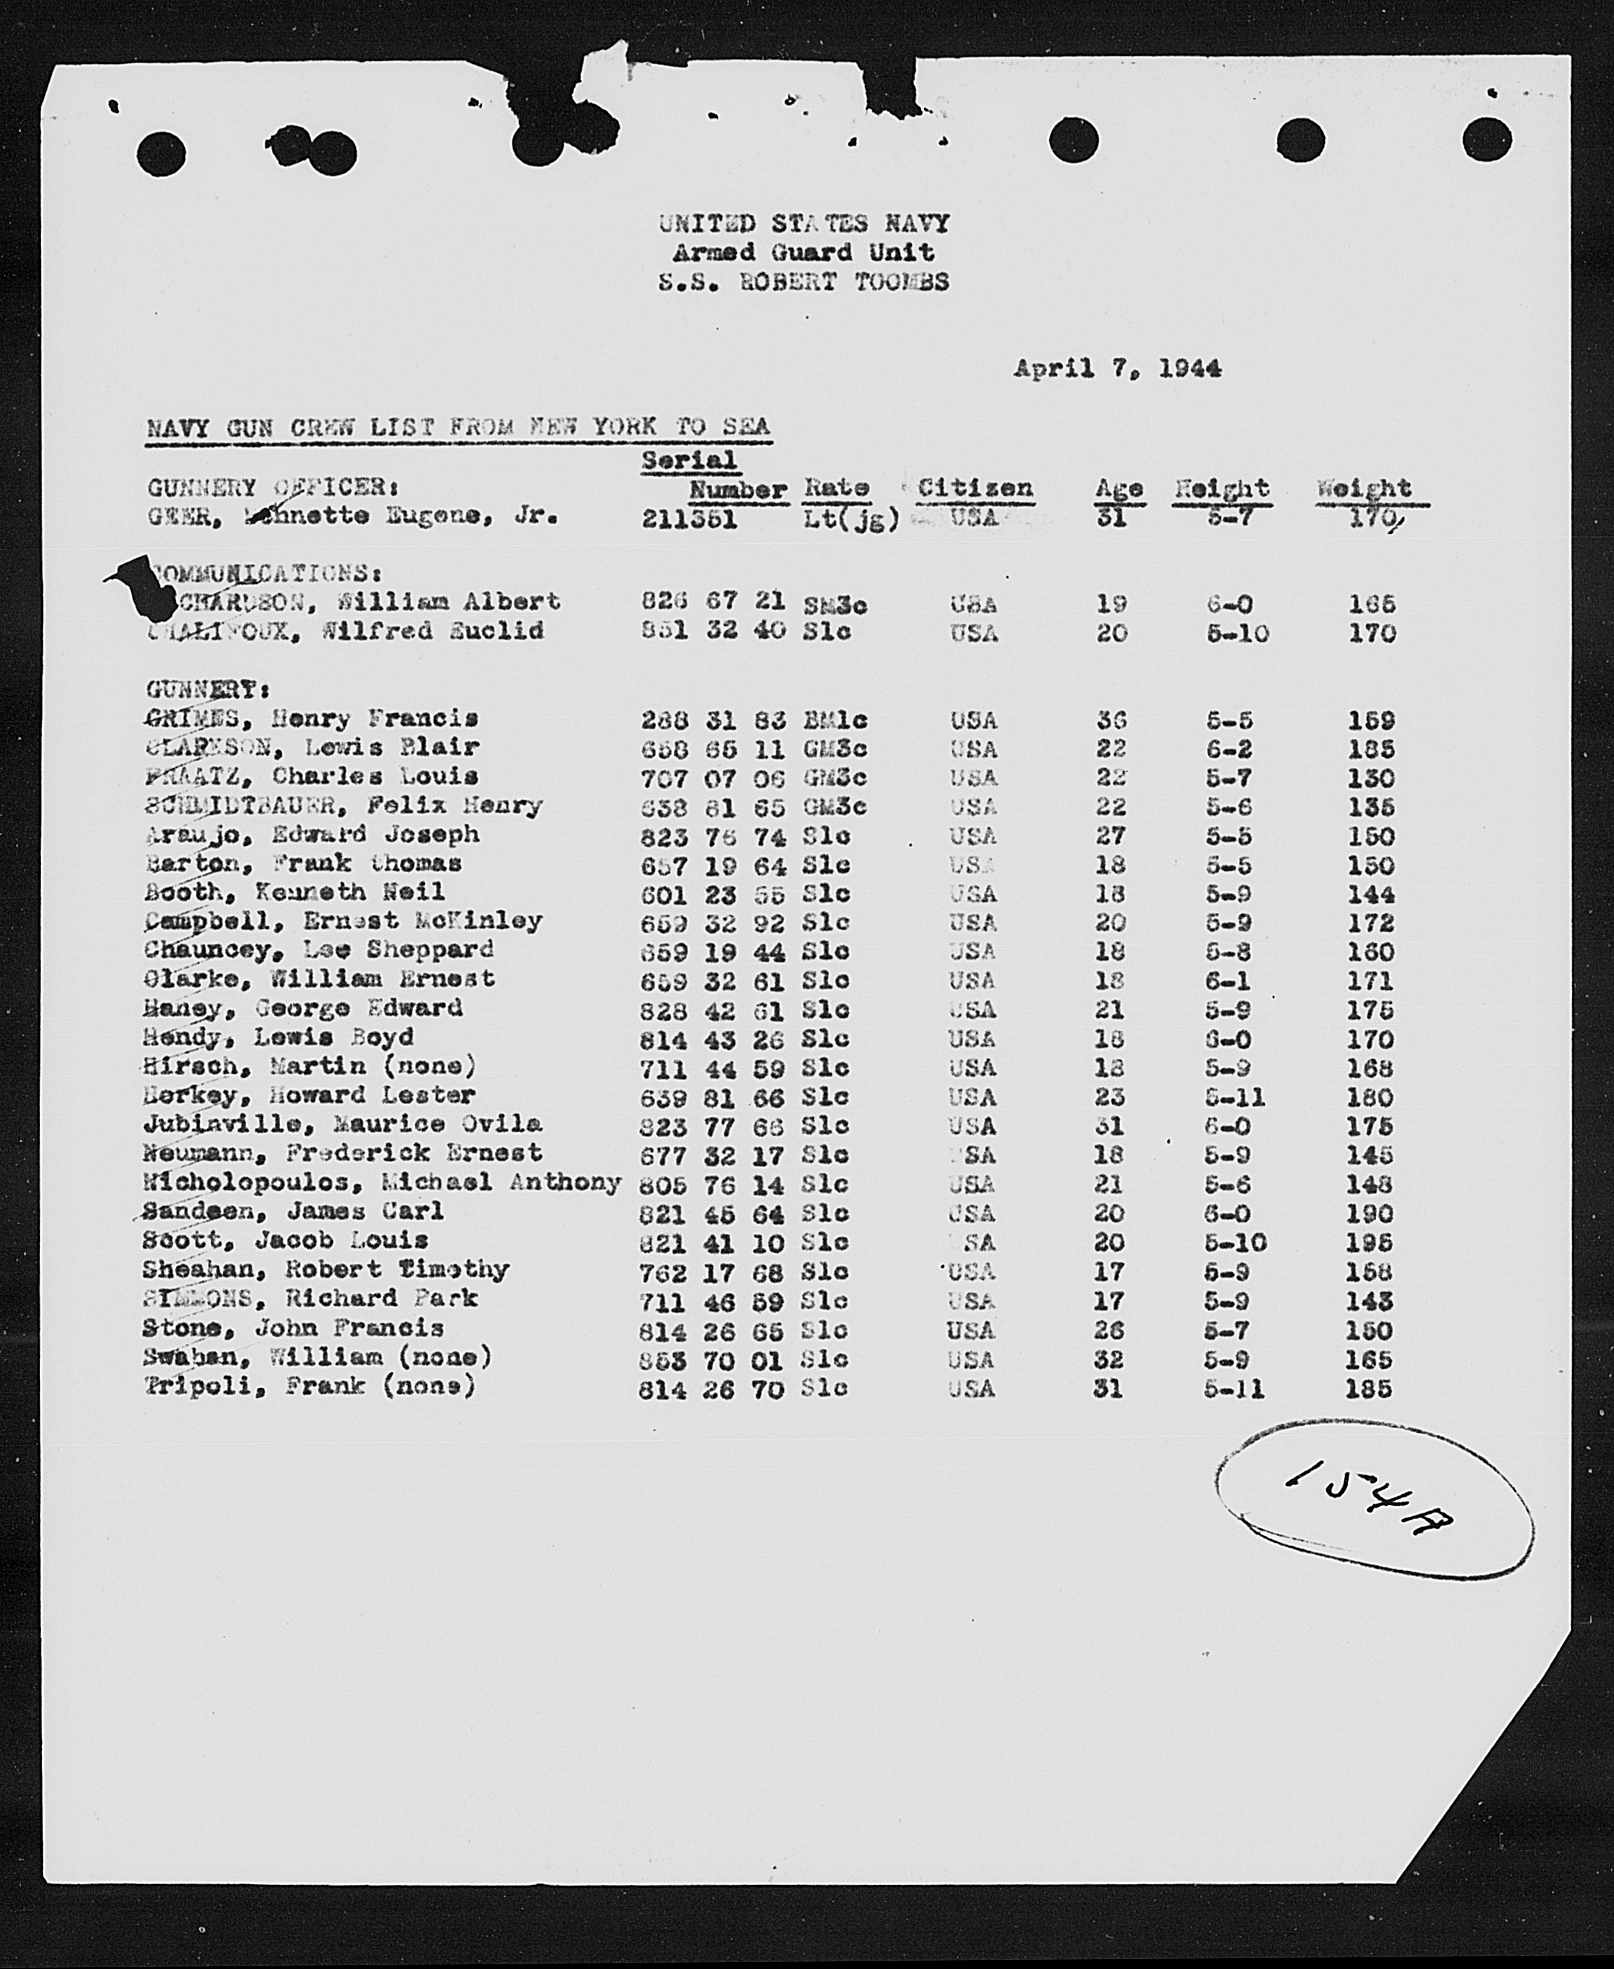 UNITED STATES NAVY
Armed Guard Unit
S.S. ROBERT TOOMBS
April 7, 1944
NAVY GUN CREW LIST FROM NEW YORK TO SEA
Serial
GUNNERY OFFICER: Number Rate Citizen Age Height Weight
GEER, Eugene, Jr. 211351 Lt(jg) USA 31 5-7 170
COMMUNICATIONS:
RICHARDSON, William Albert 826 67 21 SM3c USA 19 6-0 165
CHALIFOUX, Wilfred Euclid 851 32 40 S1c USA 20 5-10 170
GUNNERY:
GRIMES, Henry Francis 288 31 83 BM1c USA 36 5-5 159
CLARKSON, Lewis Blair 658 65 11 GM3c USA 22 6-2 185
PRAATZ, Charles Louis 707 07 06 GM3c USA 22 5-7 130
SCHMIDTBAUER, Felix Henry 638 81 65 GM3c USA 22 5-6 135
Araujo, Edward Joseph 823 76 74 S1c USA 27 5-5 150
Barton, Frank thomas 657 19 64 S1c USA 18 5-5 150
Booth, Kenneth Neil 601 23 55 S1c USA 18 5-9 144
Campbell, Ernest McKinley 659 32 92 S1c USA 20 5-9 172
Chauncey, Lee Sheppard 659 19 44 S1c USA 18 5-8 160
Clarke, William Ernest 659 32 61 S1c USA 18 6-1 171
Haney, George Edward 828 42 61 S1c USA 21 5-9 175
Hendy, Lewis Boyd 814 43 26 S1c USA 18 6-0 170
Hirsch, Martin (none) 711 44 59 S1c USA 18 5-9 168
Herkey, Howard Lester 639 81 66 S1c USA 23 5-11 180
Jubinville, Maurice Ovila 823 77 66 S1c USA 31 6-0 175
Neumann, Frederick Ernest 677 32 17 S1c USA 18 5-9 145
Nicholopoulos, Michael Anthony 805 76 14 S1c USA 21 5-6 148
Sandeen, James Carl 821 45 64 S1c USA 20 6-0 190
Scott, Jacob Louis 821 41 10 S1c USA 20 5-10 195
Sheahan, Robert Timothy 762 17 68 S1c USA 17 5-9 158
SIMMONS, Richard Park 711 46 59 S1c USA 17 5-9 143
Stone, John Francis 814 26 65 S1c USA 26 5-7 150
Swahan, William (none) 853 70 01 S1c USA 32 5-9 165
Tripoli, Frank (none) 814 26 70 S1c USA 31 5-11 185
154A